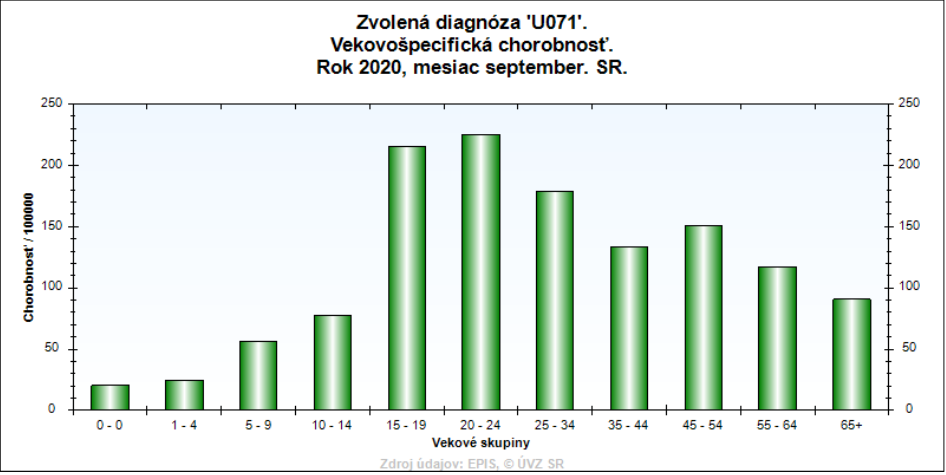 Zvolená diagnóza 'U071'.
Vekovošpecifická chorobnosť.
Rok 2020, mesiac september. SR.
250 250
200 200
150 150
100 100
50 50
0 0
Chorobnosť / 100000
0 - 0 1 - 4 5 - 9 10 - 14 15 - 19 20 - 24 25 - 34 35 - 44 45 - 54 55 - 64 65+
Vekové skupiny
Zdroj údajov: EPIS, © ÚVZ SR